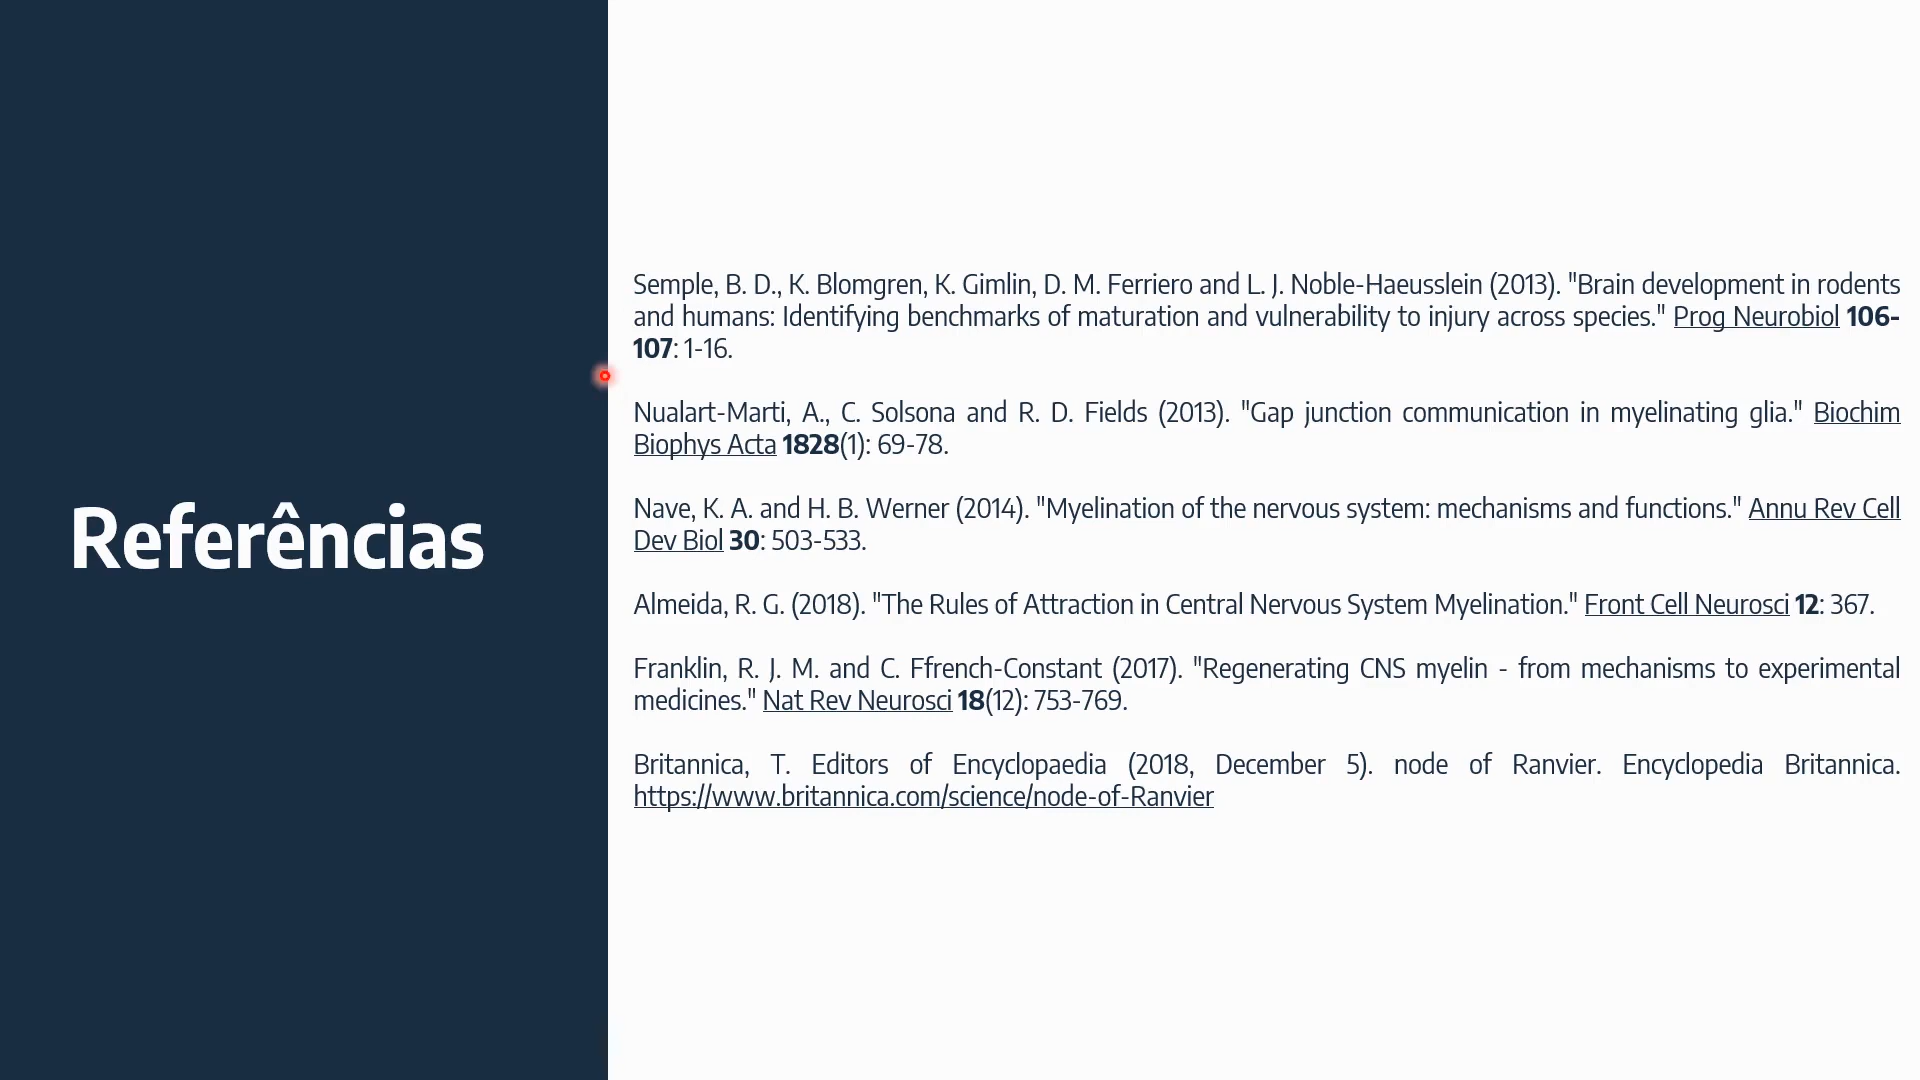 Referências
Semple, B. D., K. Blomgren, K. Gimlin, D. M. Ferriero and L. J. Noble-Haeusslein (2013). "Brain development in rodents
and humans: Identifying benchmarks of maturation and vulnerability to injury across species." Prog Neurobiol 106-
107: 1-16.
Nualart-Marti, A., C. Solsona and R. D. Fields (2013). "Gap junction communication in myelinating glia." Biochim
Biophys Acta 1828(1): 69-78.
Nave, K. A. and H. B. Werner (2014). "Myelination of the nervous system: mechanisms and functions." Annu Rev Cell
Dev Biol 30: 503-533.
Almeida, R. G. (2018). "The Rules of Attraction in Central Nervous System Myelination." Front Cell Neurosci 12: 367.
Franklin, R. J. M. and C. Ffrench-Constant (2017). "Regenerating CNS myelin - from mechanisms to experimental
medicines." Nat Rev Neurosci 18(12): 753-769.
Britannica, T. Editors of Encyclopaedia (2018, December 5). node of Ranvier. Encyclopedia Britannica.
https://www.britannica.com/science/node-of-Ranvier